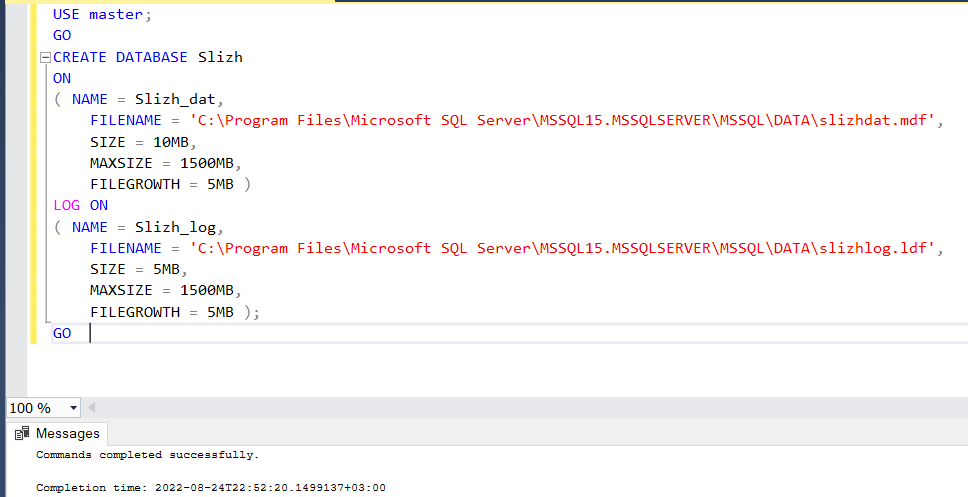 USE master;
GO
CREATE DATABASE Slizh
ON
( NAME = Slizh_dat,
FILENAME = 'C:\Program Files\Microsoft SQL Server\MSSQL15.MSSQLSERVER\MSSQL\DATA\slizhdat.mdf',
SIZE = 10MB,
MAXSIZE = 1500MB,
FILEGROWTH = 5MB )
LOG ON
( NAME = Slizh_log,
FILENAME = 'C:\Program Files\Microsoft SQL Server\MSSQL15.MSSQLSERVER\MSSQL\DATA\slizhlog.ldf',
SIZE = 5MB,
MAXSIZE = 1500MB,
FILEGROWTH = 5MB );
GO
100 %
Messages
Commands completed successfully.
Completion time: 2022-08-24T22:52:20.1499137+03:00